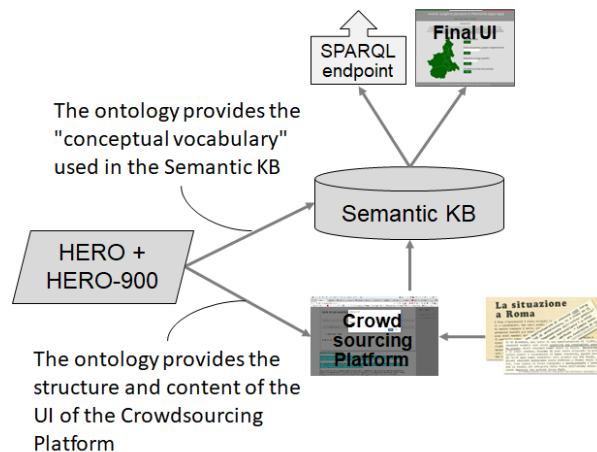 SPARQL
endpoint
Final UI
The ontology provides the
"conceptual vocabulary"
used in the Semantic KB
Semantic KB
HERO +
HERO-900
Crowd
sourcing
Platform
La situazione
a Roma
The ontology provides the
structure and content of the
UI of the Crowdsourcing
Platform